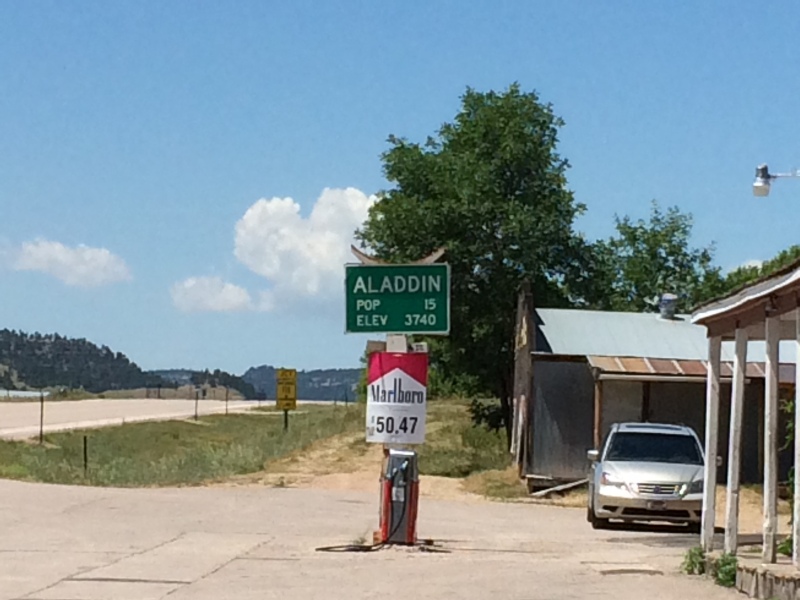 ALADDIN
POP 15
ELEV 3740
Marlboro
50.47